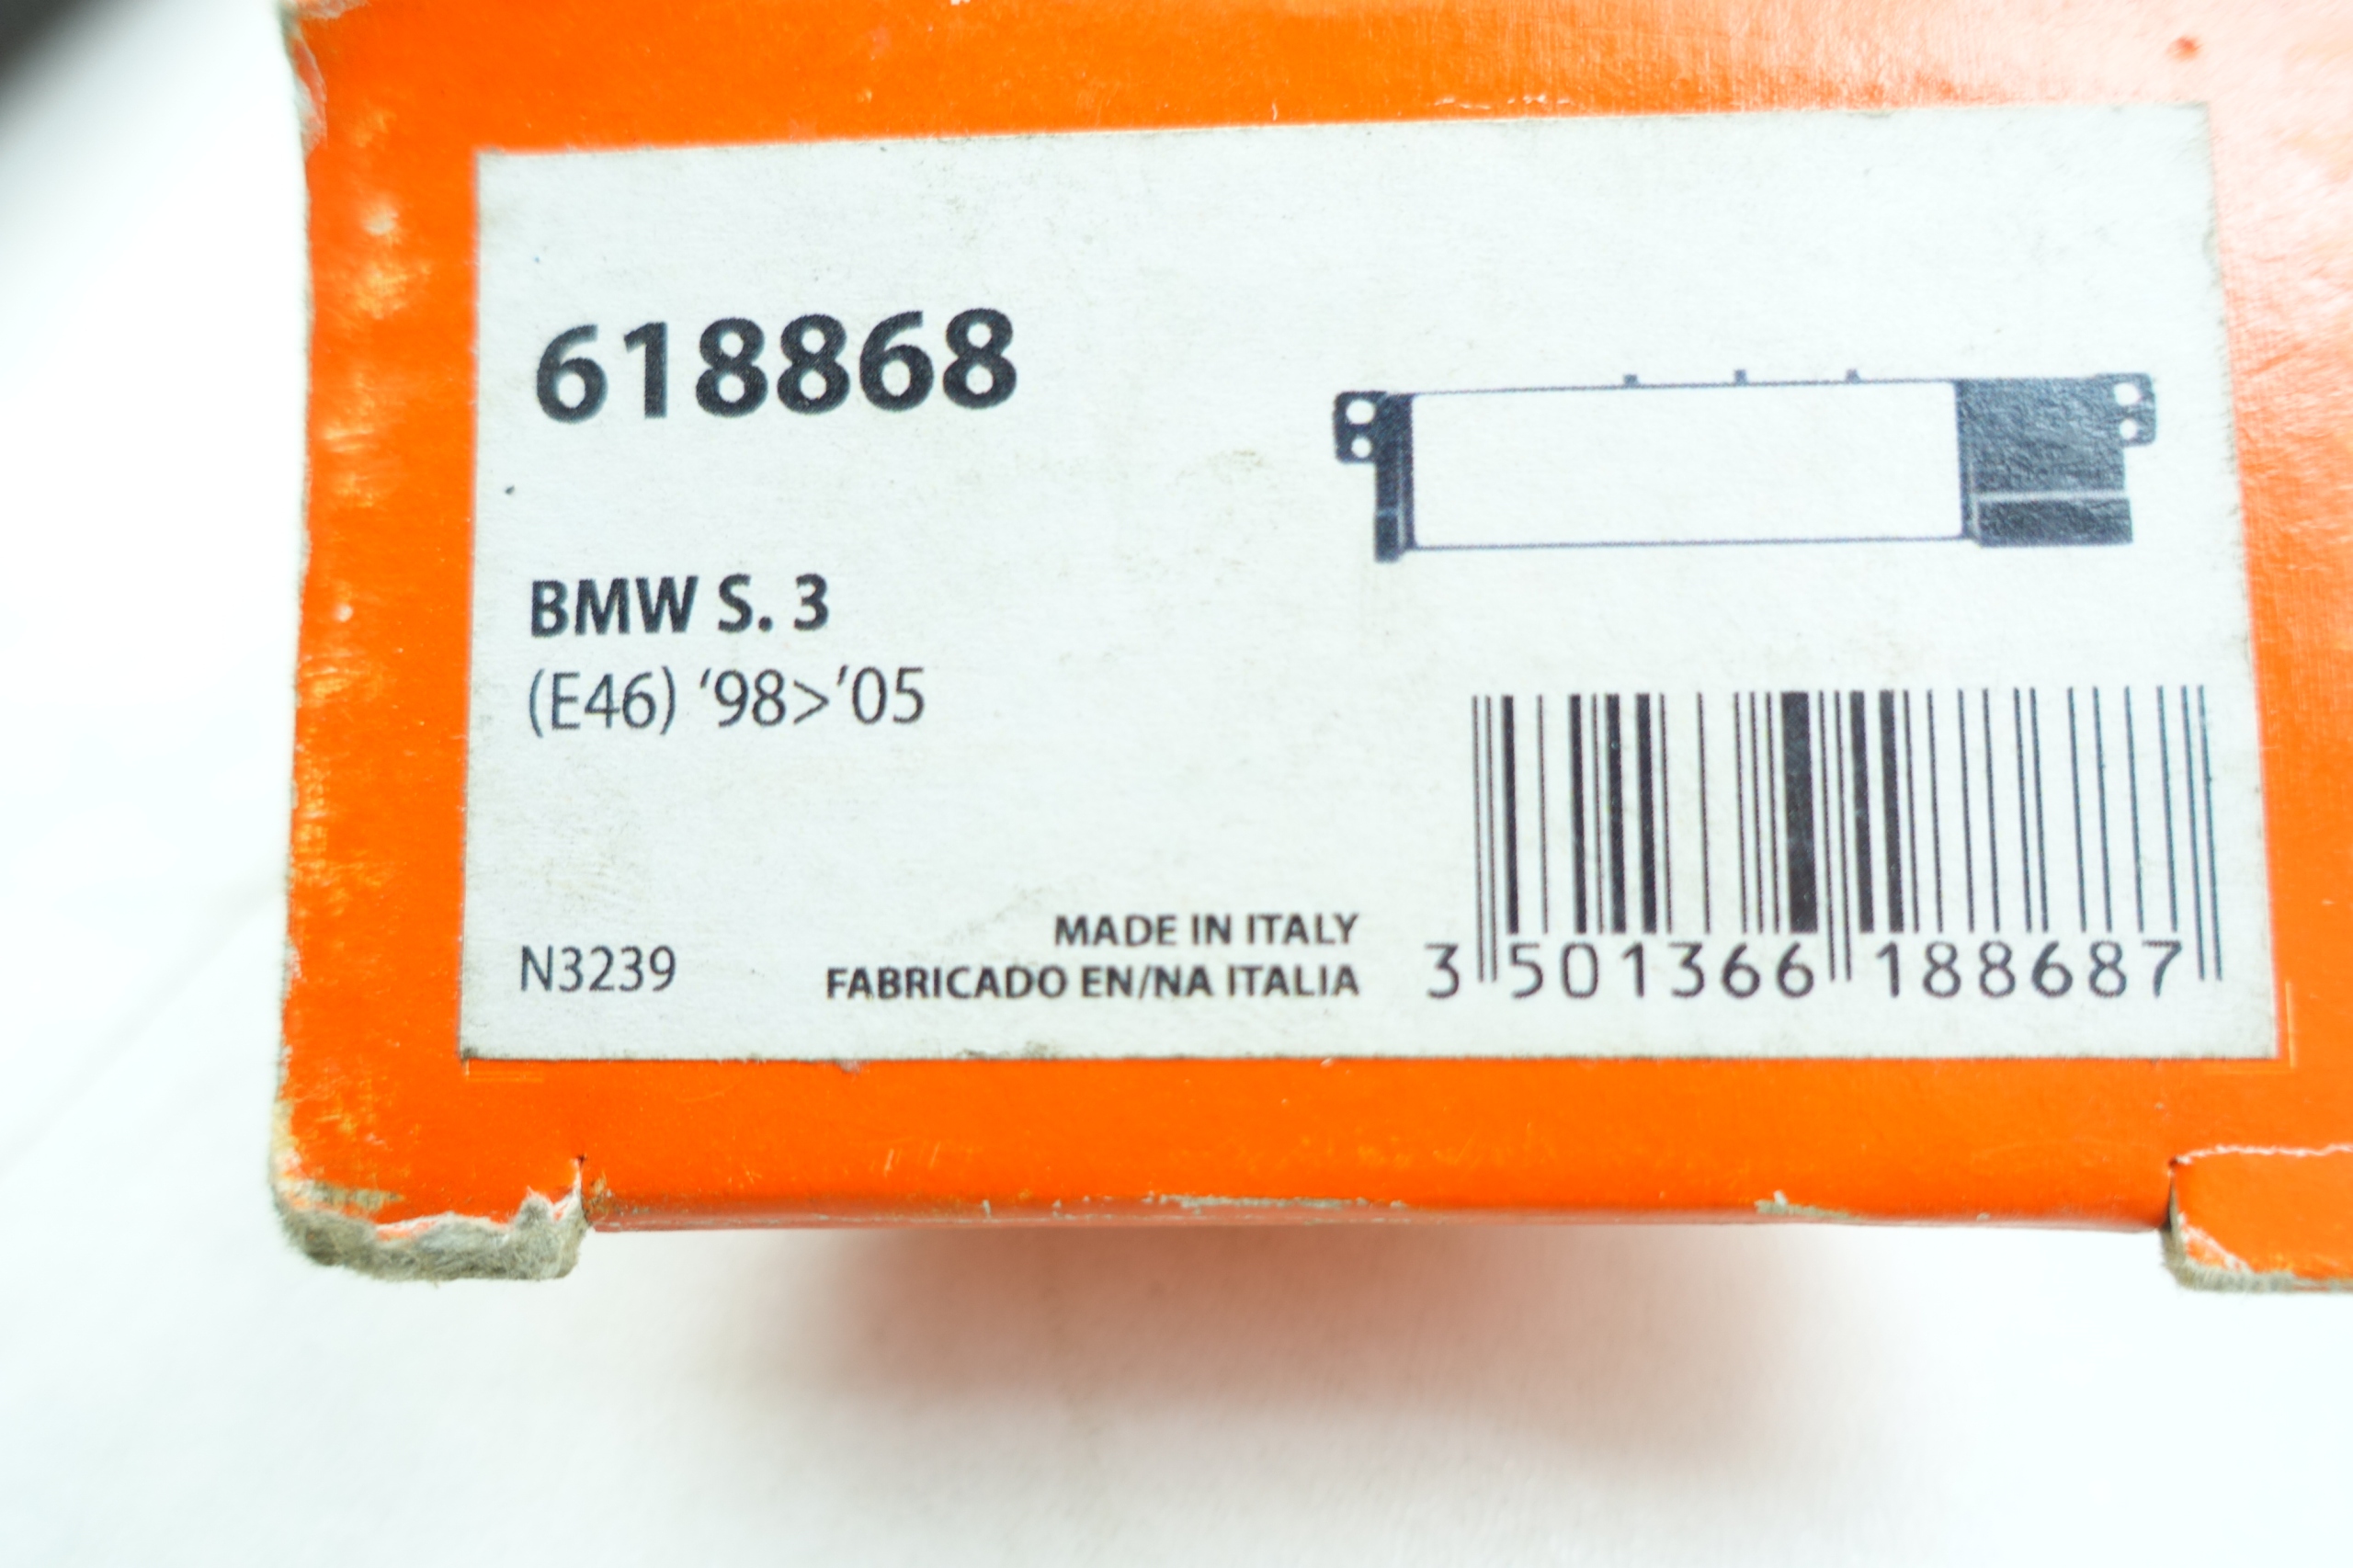 618868
BMW S. 3
(E46) ‘98>’05
N3239
MADE IN ITALY
FABRICADO EN/NA ITALIA
3 501366 188687